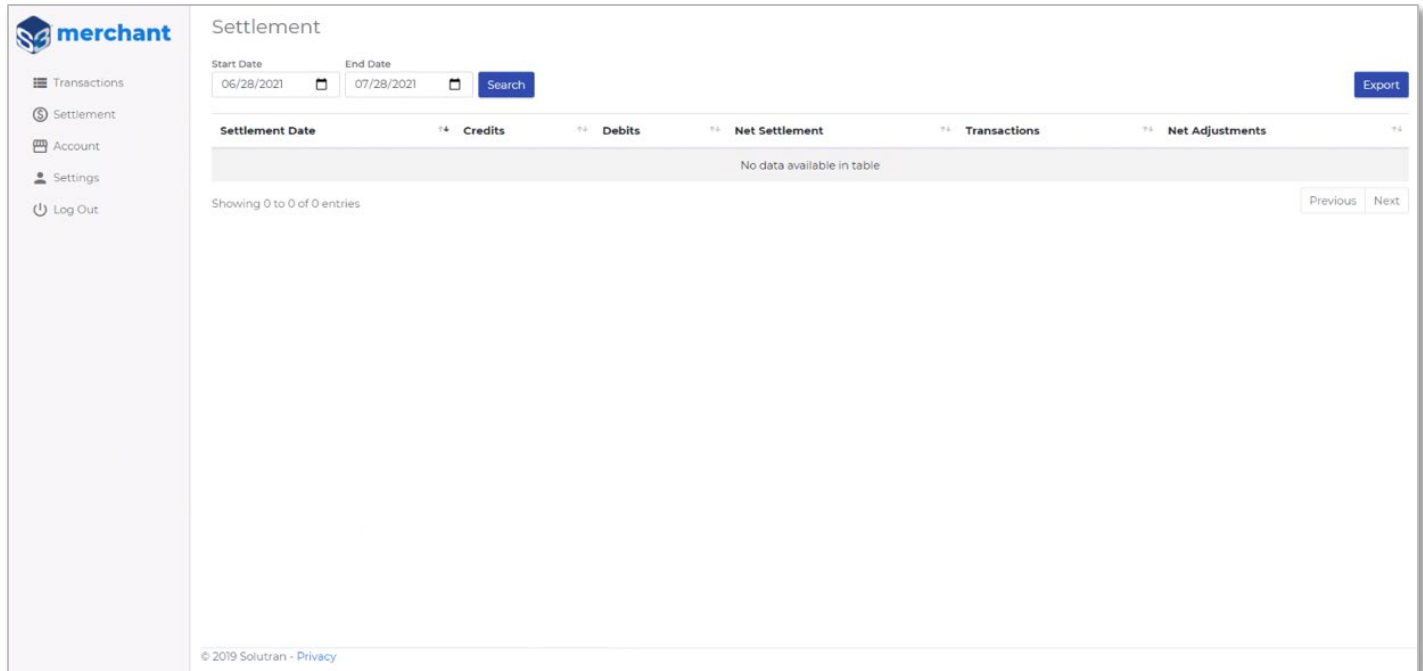 S3 merchant
Transactions
Settlement
Account
Settings
Log Out
Settlement
Start Date End Date
06/28/2021 07/28/2021 Search Export
Settlement Date Credits Debits Net Settlement Transactions Net Adjustments
No data available in table
Showing 0 to 0 of 0 entries Previous Next
© 2019 Solutran - Privacy